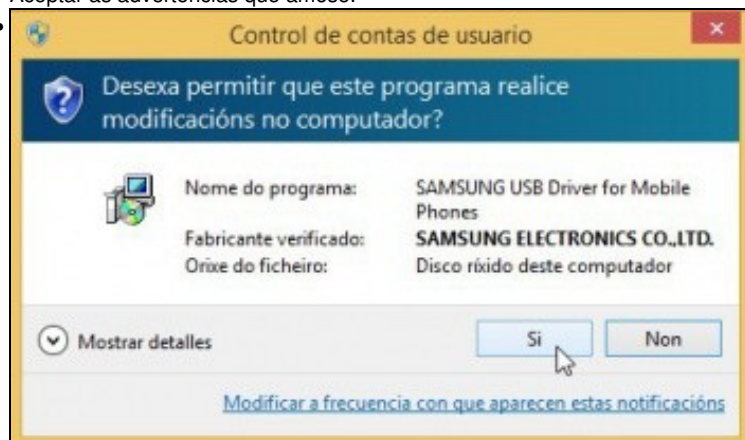 Control de contas de usuario
Desexa permitir que este programa realice
modificacións no computador?
Nome do programa: SAMSUNG USB Driver for Mobile
Phones
Fabricante verificado: SAMSUNG ELECTRONICS CO.,LTD.
Orixe do ficheiro: Disco ríxido deste computador
Mostrar detalles
Si
Non
Modificar a frecuencia con que aparecen estas notificacións